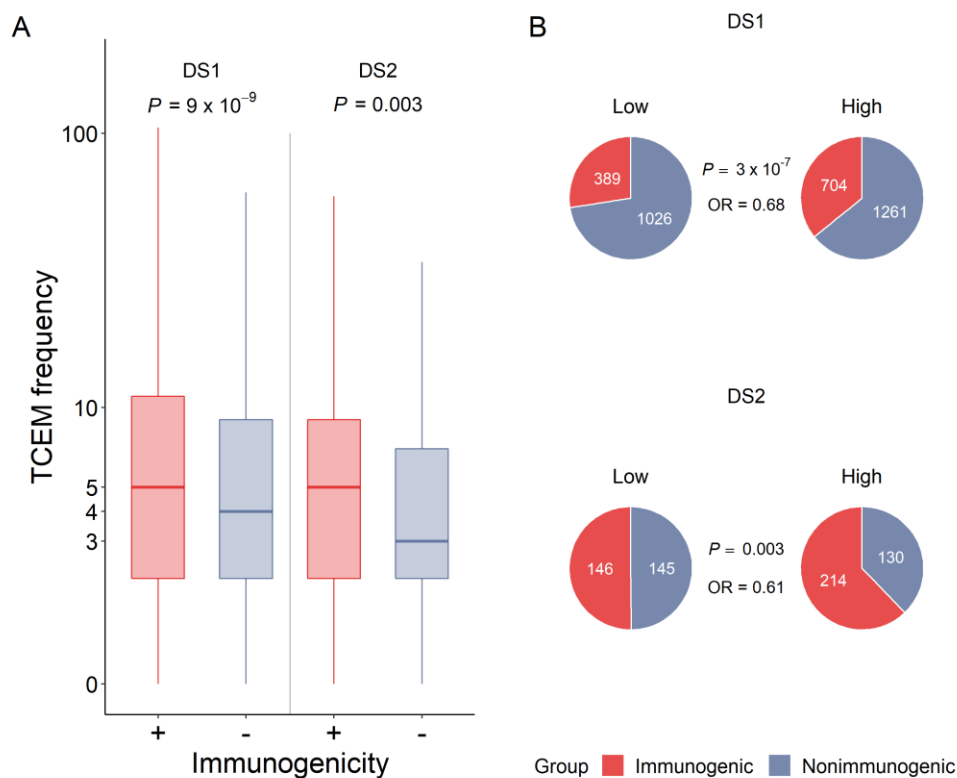 A
DS1
DS2
P = 9 x 10⁻⁹
P = 0.003
100
10
5
4
3
0
TCEM frequency
+
-
+
-
Immunogenicity
B
DS1
Low
High
389
1026
P = 3 x 10⁻⁷
OR = 0.68
704
1261
DS2
Low
High
146
145
P = 0.003
OR = 0.61
214
130
Group Immunogenic Nonimmunogenic